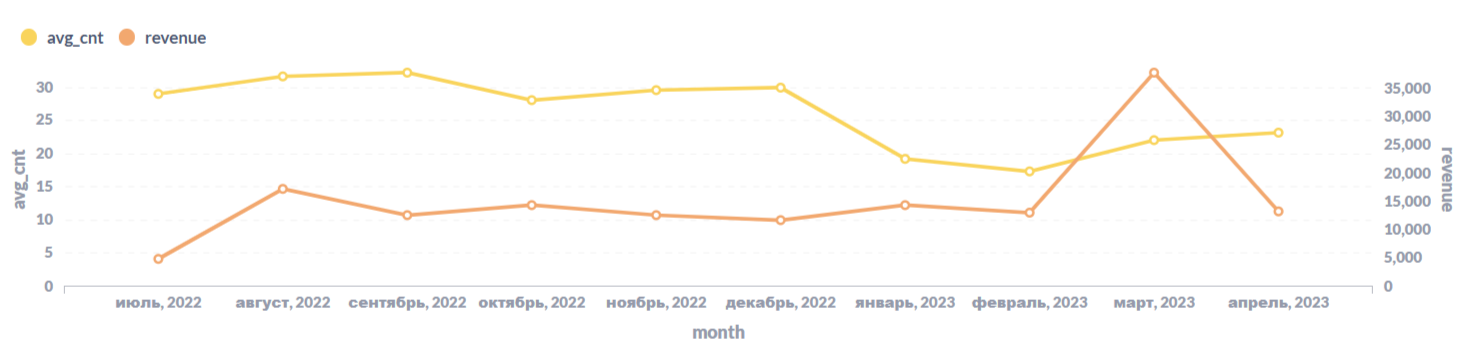 avg_cnt revenue
30 35,000
30,000
25
25,000
20
20,000
15
15,000
10
10,000
5
5,000
0 0
avg_cnt
revenue
июль, 2022 август, 2022 сентябрь, 2022 октябрь, 2022 ноябрь, 2022 декабрь, 2022 январь, 2023 февраль, 2023 март, 2023 апрель, 2023
month